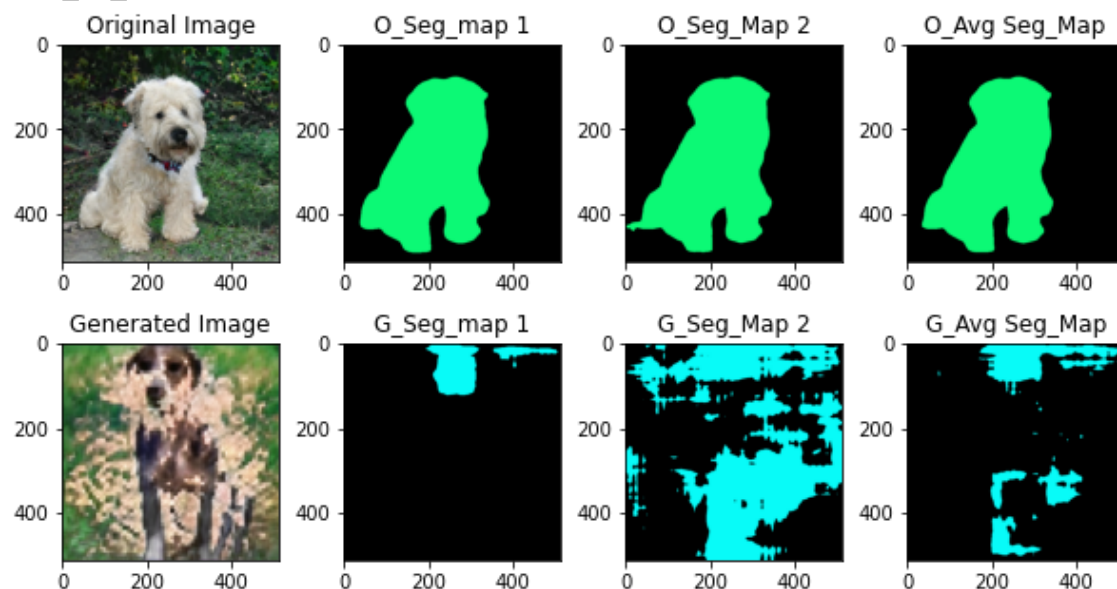 Original Image O_Seg_map 1 O_Seg_Map 2 O_Avg Seg_Map
0 0 0 0
200 200 200 200
400 400 400 400
0 200 400 0 200 400 0 200 400 0 200 400
Generated Image G_Seg_map 1 G_Seg_Map 2 G_Avg Seg_Map
0 0 0 0
200 200 200 200
400 400 400 400
0 200 400 0 200 400 0 200 400 0 200 400